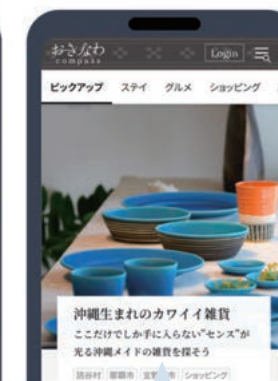 おきなわ
compass
Login
ピックアップ ステイ グルメ ショッピング
沖縄生まれのカワイイ雑貨
ここだけでしか手に入らない"センス"が
光る沖縄メイドの雑貨を探そう
読谷村 那覇市 宜野湾市 ショッピング